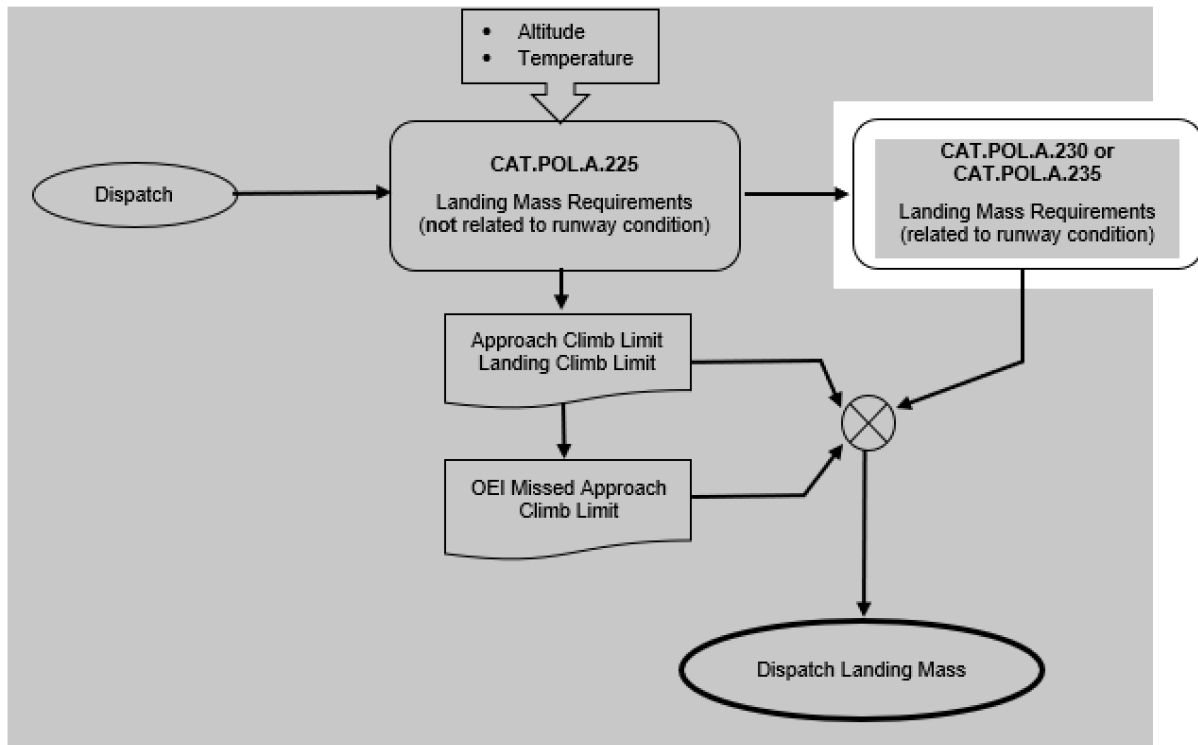 • Altitude
• Temperature
CAT.POL.A.225
Landing Mass Requirements
(not related to runway condition)
CAT.POL.A.230 or
CAT.POL.A.235
Landing Mass Requirements
(related to runway condition)
Dispatch
Approach Climb Limit
Landing Climb Limit
OEI Missed Approach
Climb Limit
Dispatch Landing Mass